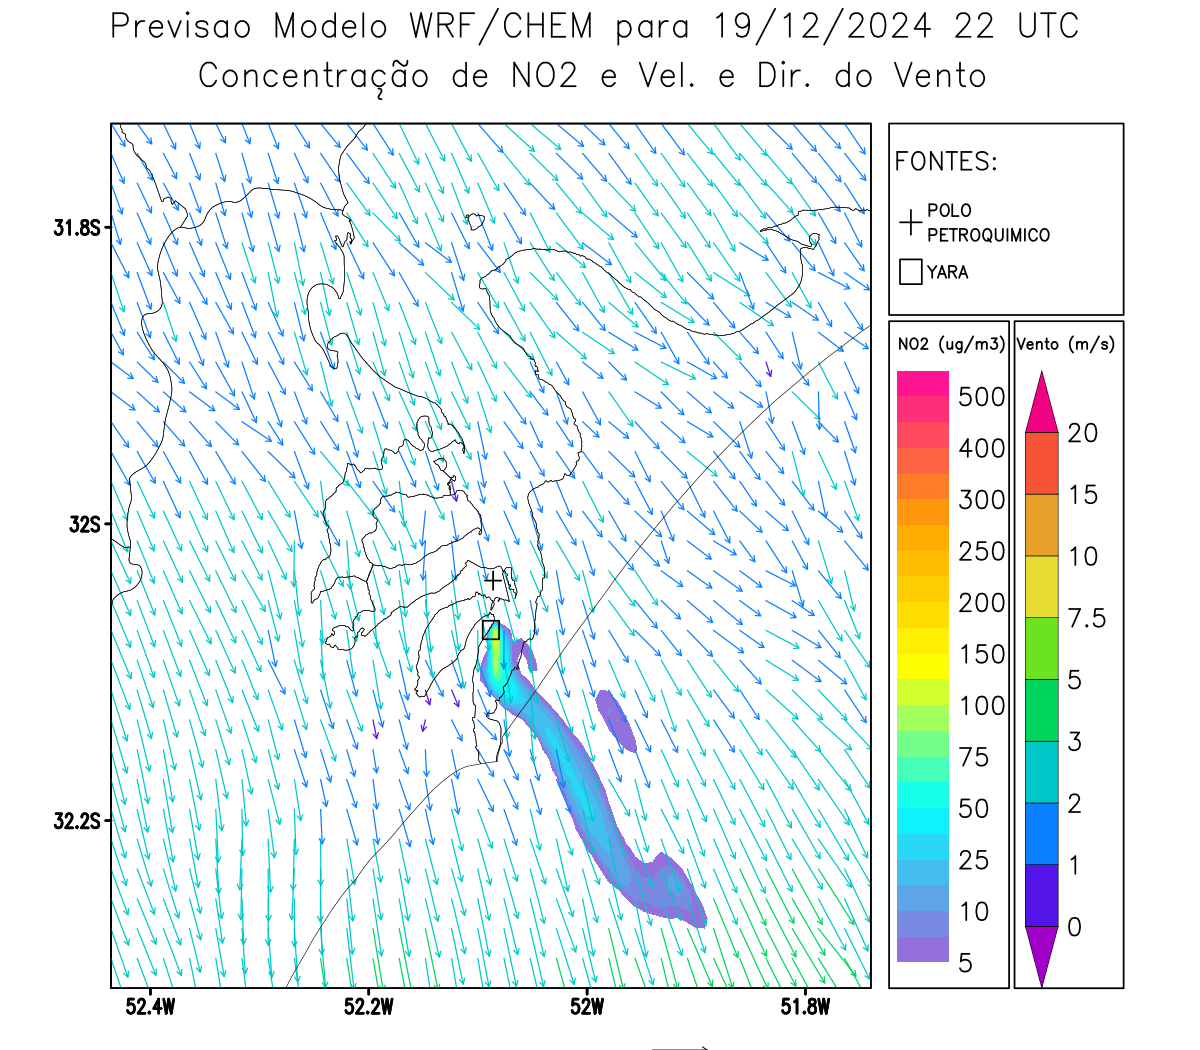 Previsao Modelo WRF/CHEM para 19/12/2024 22 UTC
Concentração de NO2 e Vel. e Dir. do Vento
FONTES:
POLO
PETROQUIMICO
YARA
NO2 (ug/m3)
500
400
300
250
200
150
100
75
50
25
10
5
Vento (m/s)
20
15
10
7.5
5
3
2
1
0
31.8S
32S
32.2S
52.4W
52.2W
52W
51.8W